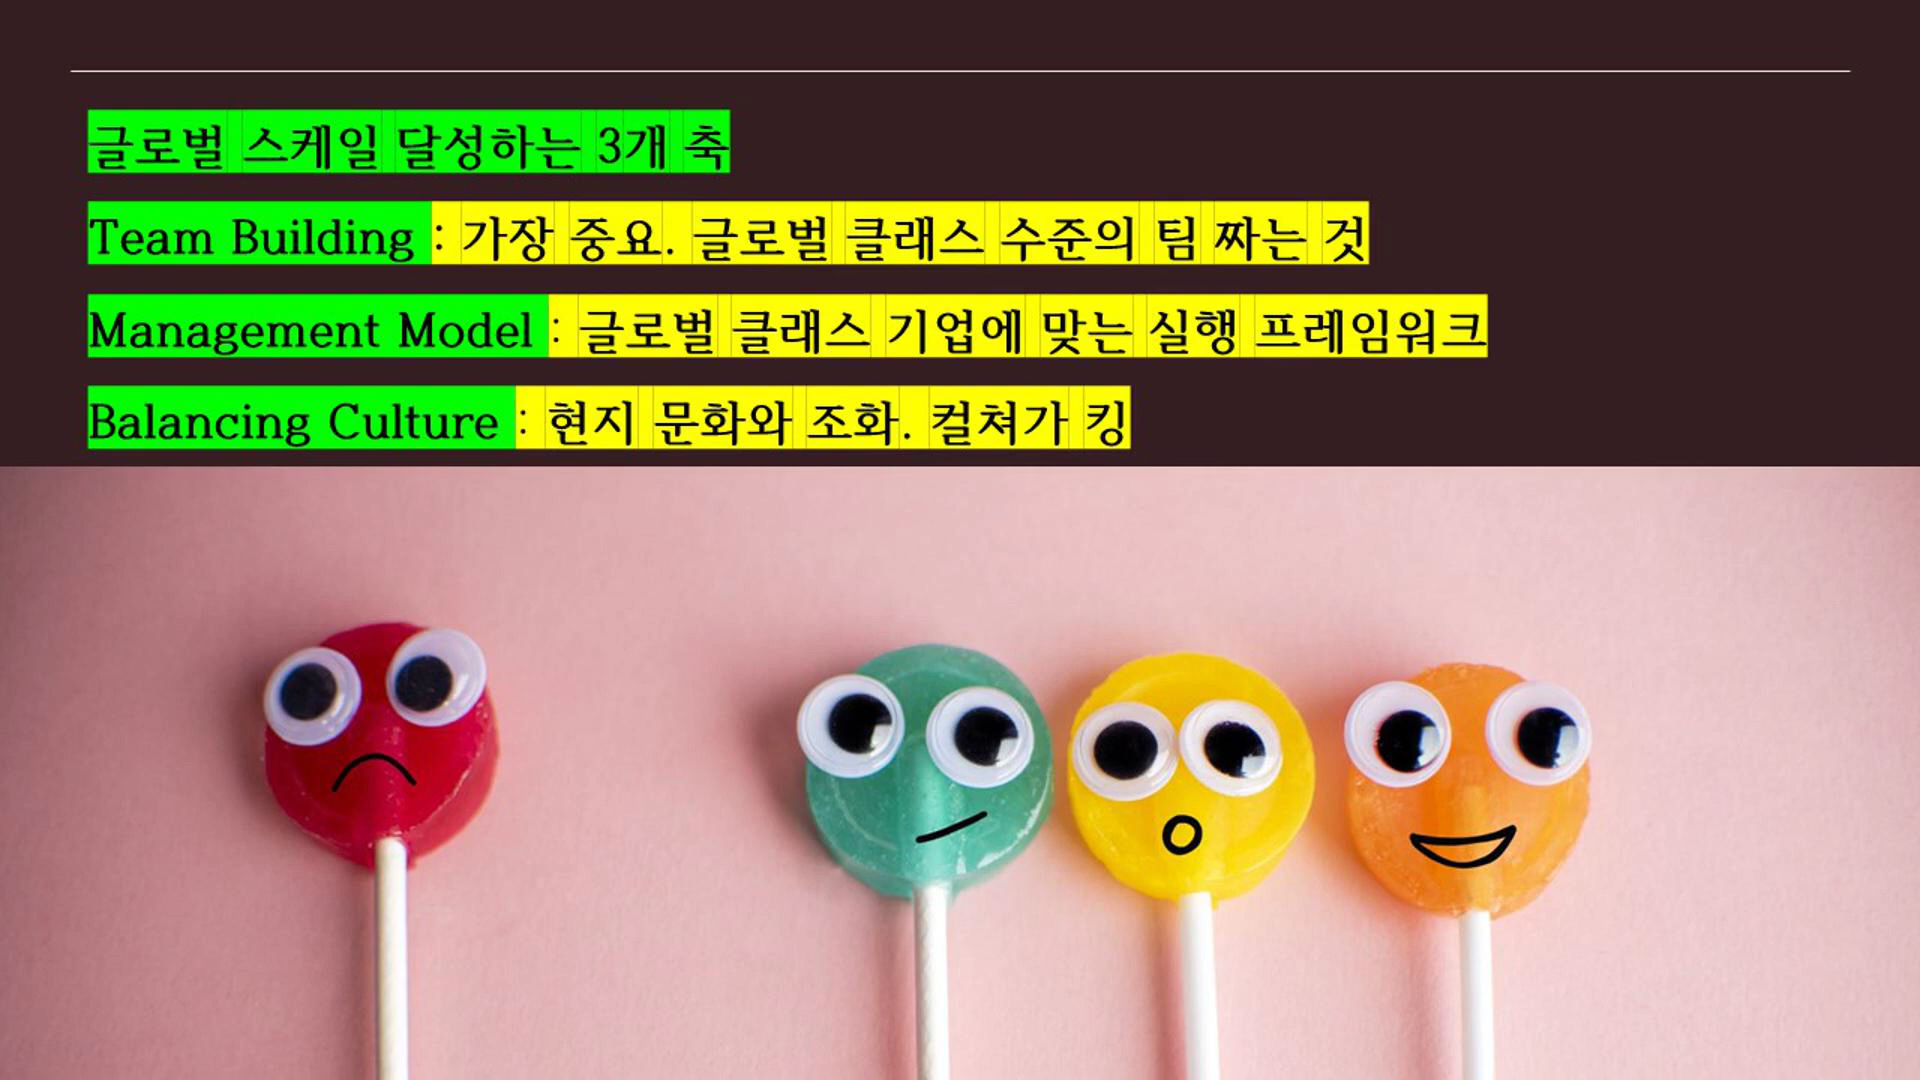 글로벌 스케일 달성하는 3개 축
Team Building : 가장 중요. 글로벌 클래스 수준의 팀 짜는 것
Management Model : 글로벌 클래스 기업에 맞는 실행 프레임워크
Balancing Culture : 현지 문화와 조화. 컬쳐가 킹